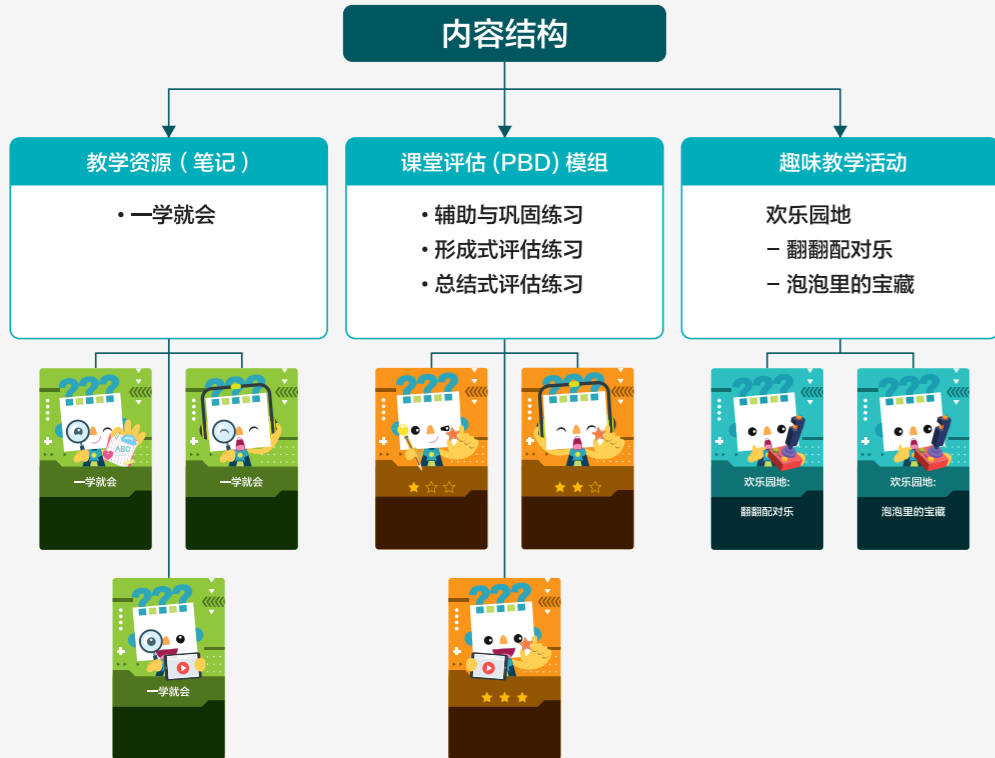 内容结构
教学资源（笔记）
• 一学就会
课堂评估 (PBD) 模组
• 辅助与巩固练习
• 形成式评估练习
• 总结式评估练习
趣味教学活动
欢乐园地
– 翻翻配对乐
– 泡泡里的宝藏
???
ABC
一学就会
???
一学就会
???
一学就会
???
???
???
???
欢乐园地:
翻翻配对乐
???
欢乐园地:
泡泡里的宝藏